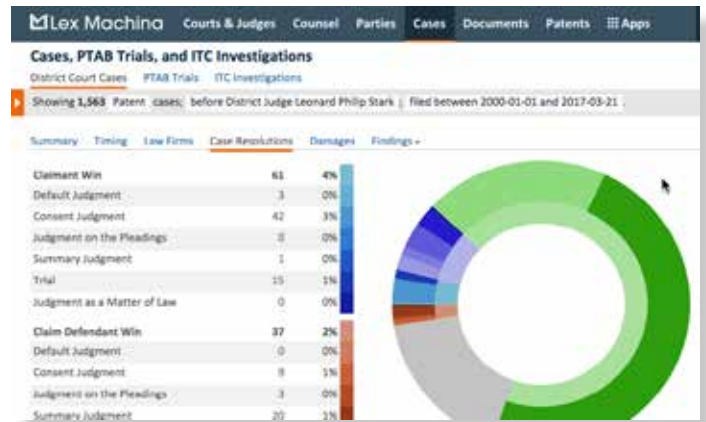 Lex Machina Courts & Judges Counsel Parties Cases Documents Patents Apps
Cases, PTAB Trials, and ITC Investigations
District Court Cases PTAB Trials ITC Investigations
Showing 1,563 Patent cases; before District Judge Leonard Philip Stark ; filed between 2000-01-01 and 2017-03-21 .
Summary Timing Law Firms Case Resolutions Damages Findings
Claimant Win 61 4%
Default Judgment 3 0%
Consent Judgment 42 3%
Judgment on the Pleadings 0%
Summary Judgment 1 0%
Trial 15 1%
Judgment as a Matter of Law 0 0%
Claim Defendant Win 37 2%
Default Judgment 0 0%
Consent Judgment 9 1%
Judgment on the Pleadings 3 0%
Summary Judgment 20 1%